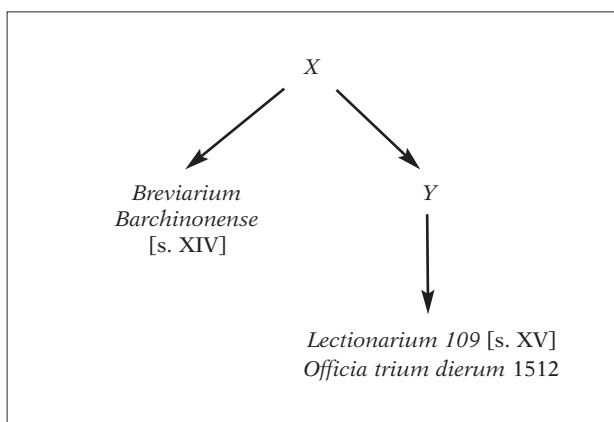 X
Breviarium
Barchinonense
[s. XIV]
Y
Lectionarium 109 [s. XV]
Officia trium dierum 1512